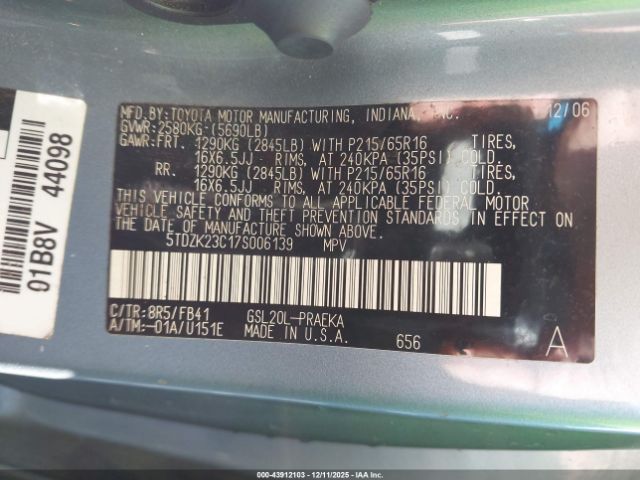 MFD.BY:TOYOTA MOTOR MANUFACTURING, INDIANA, INC. 12/06
GVWR:2580KG-(5690LB)
GAWR:FRT. 1290KG (2845LB) WITH P215/65R16 TIRES,
16X6.5JJ RIMS, AT 240KPA (35PSI) COLD.
RR. 1290KG (2845LB) WITH P215/65R16 TIRES,
16X6.5JJ RIMS, AT 240KPA (35PSI) COLD.
THIS VEHICLE CONFORMS TO ALL APPLICABLE FEDERAL MOTOR
VEHICLE SAFETY AND THEFT PREVENTION STANDARDS IN EFFECT ON
THE DATE OF MANUFACTURE SHOWN ABOVE.
5TDZK23C17S006139 MPV
C/TR:8R5/FB41 GSL20L-PRAEKA
A/TM:-01A/U151E MADE IN U.S.A. 656 A
01B8V 44098
000-43912103 - 12/11/2025 - IAAI.COM